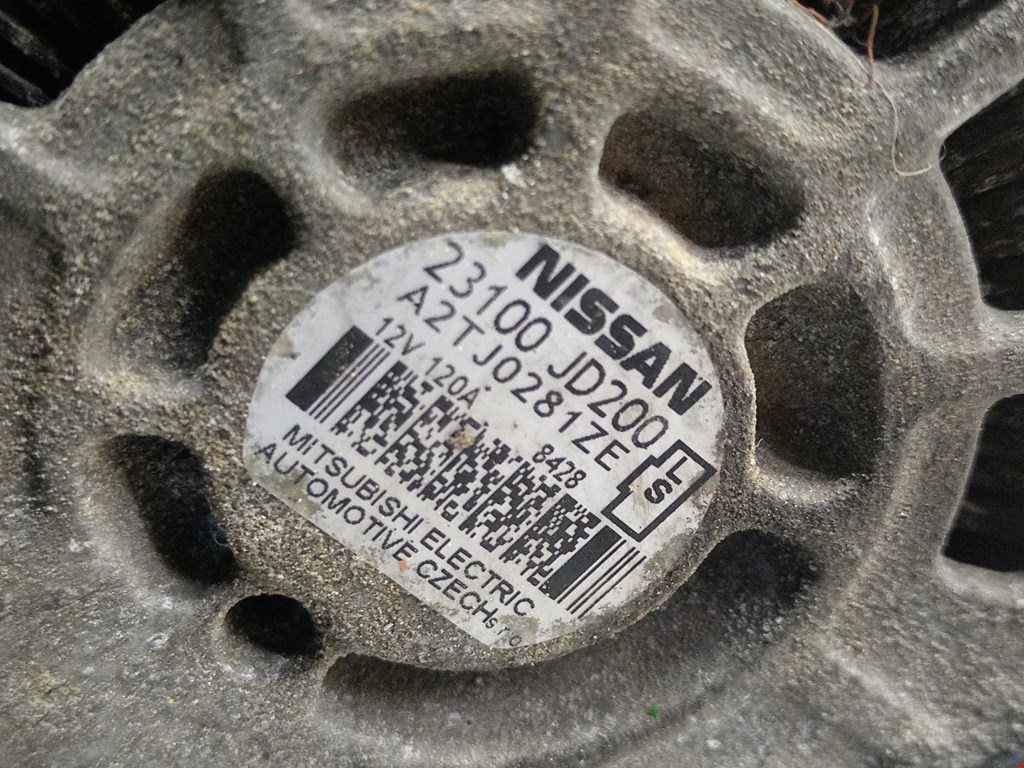 NISSAN
23100 JD200
A2TJ0281ZE
12V 120A
8428
LS
MITSUBISHI ELECTRIC
AUTOMOTIVE CZECH s.r.o.